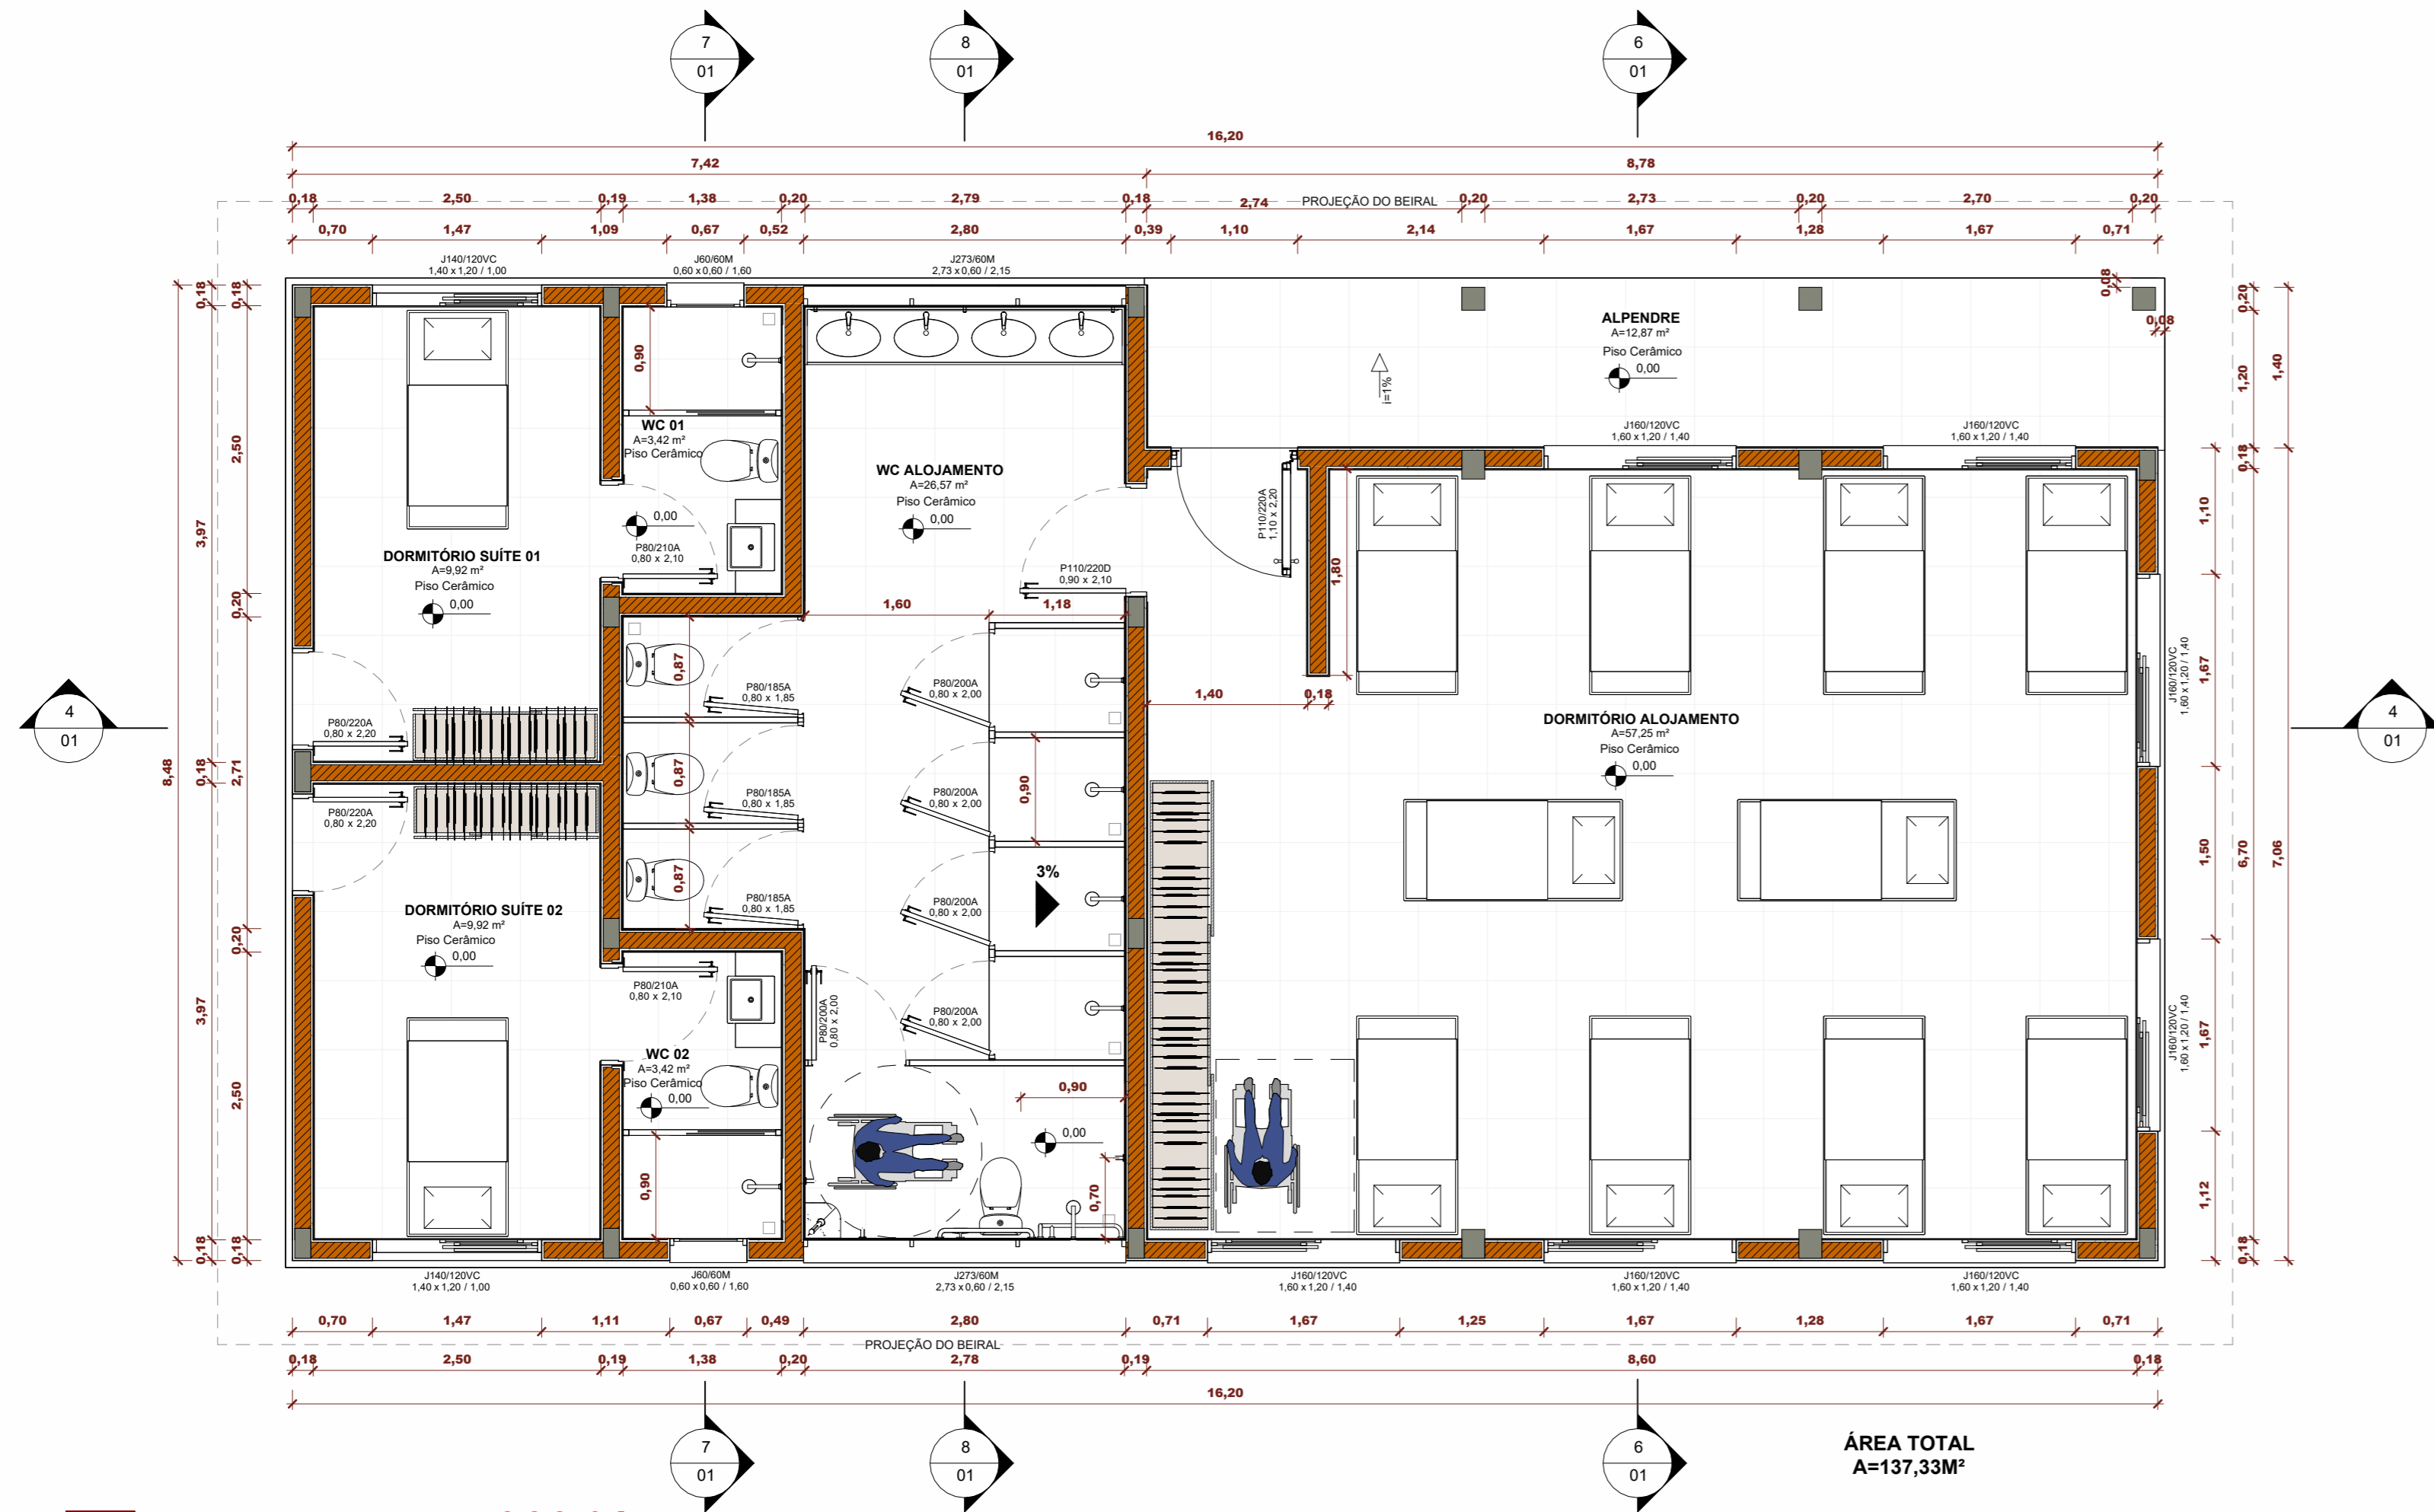 7
01
8
01
6
01
16,20
7,42
8,78
0,18
2,50
0,19
1,38
0,20
2,79
0,18
2,74
PROJEÇÃO DO BEIRAL
0,20
2,73
0,20
2,70
0,20
0,70
1,47
1,09
0,67
0,52
2,80
0,39
1,10
2,14
1,67
1,28
1,67
0,71
J140/120VC
1,40 x 1,20 / 1,00
J60/60M
0,60 x 0,60 / 1,60
J273/60M
2,73 x 0,60 / 2,15
0,18
0,18
0,08
0,20
0,08
ALPENDRE
A=12,87 m²
Piso Cerâmico
0,00
i=1%
1,20
1,40
0,90
WC 01
A=3,42 m²
Piso Cerâmico
0,00
P80/210A
0,80 x 2,10
2,50
3,97
J160/120VC
1,60 x 1,20 / 1,40
J160/120VC
1,60 x 1,20 / 1,40
0,18
WC ALOJAMENTO
A=26,57 m²
Piso Cerâmico
0,00
P110/220A
1,10 x 2,20
1,10
DORMITÓRIO SUÍTE 01
A=9,92 m²
Piso Cerâmico
0,00
P110/220D
0,90 x 2,10
1,80
0,20
1,60
1,18
0,87
P80/185A
0,80 x 1,85
P80/200A
0,80 x 2,00
1,40
0,18
J160/120VC
1,60 x 1,20 / 1,40
1,67
4
01
P80/220A
0,80 x 2,20
DORMITÓRIO ALOJAMENTO
A=57,25 m²
Piso Cerâmico
0,00
4
01
8,48
0,18
2,71
0,87
P80/185A
0,80 x 1,85
P80/200A
0,80 x 2,00
0,90
P80/220A
0,80 x 2,20
1,50
6,70
7,06
0,87
P80/185A
0,80 x 1,85
P80/200A
0,80 x 2,00
3%
DORMITÓRIO SUÍTE 02
A=9,92 m²
Piso Cerâmico
0,00
0,20
3,97
2,50
P80/210A
0,80 x 2,10
P80/200A
0,80 x 2,00
P80/200A
0,80 x 2,00
J160/120VC
1,60 x 1,20 / 1,40
1,67
WC 02
A=3,42 m²
Piso Cerâmico
0,00
0,90
0,00
0,90
0,70
1,12
0,18
0,18
0,18
J140/120VC
1,40 x 1,20 / 1,00
J60/60M
0,60 x 0,60 / 1,60
J273/60M
2,73 x 0,60 / 2,15
J160/120VC
1,60 x 1,20 / 1,40
J160/120VC
1,60 x 1,20 / 1,40
J160/120VC
1,60 x 1,20 / 1,40
0,70
1,47
1,11
0,67
0,49
2,80
0,71
1,67
1,25
1,67
1,28
1,67
0,71
PROJEÇÃO DO BEIRAL
0,18
2,50
0,19
1,38
0,20
2,78
0,19
8,60
0,18
16,20
7
01
8
01
6
01
ÁREA TOTAL
A=137,33M²